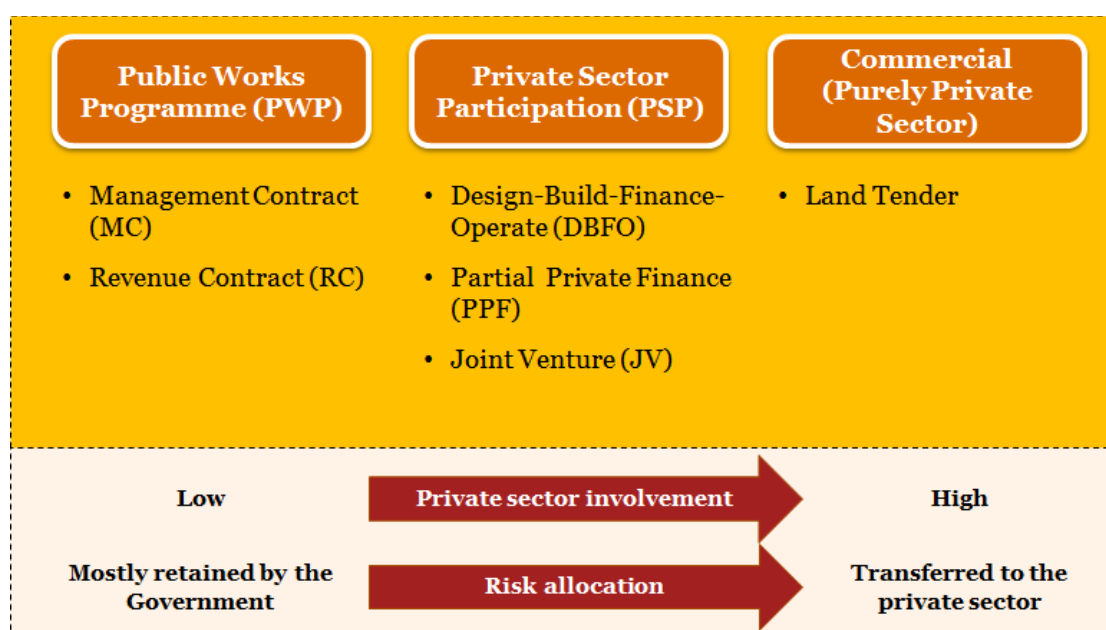 Public Works
Programme (PWP)
Private Sector
Participation (PSP)
Commercial
(Purely Private
Sector)
• Management Contract
(MC)
• Revenue Contract (RC)
• Design-Build-Finance-
Operate (DBFO)
• Partial Private Finance
(PPF)
• Joint Venture (JV)
• Land Tender
Low
Private sector involvement
High
Mostly retained by the
Government
Risk allocation
Transferred to the
private sector